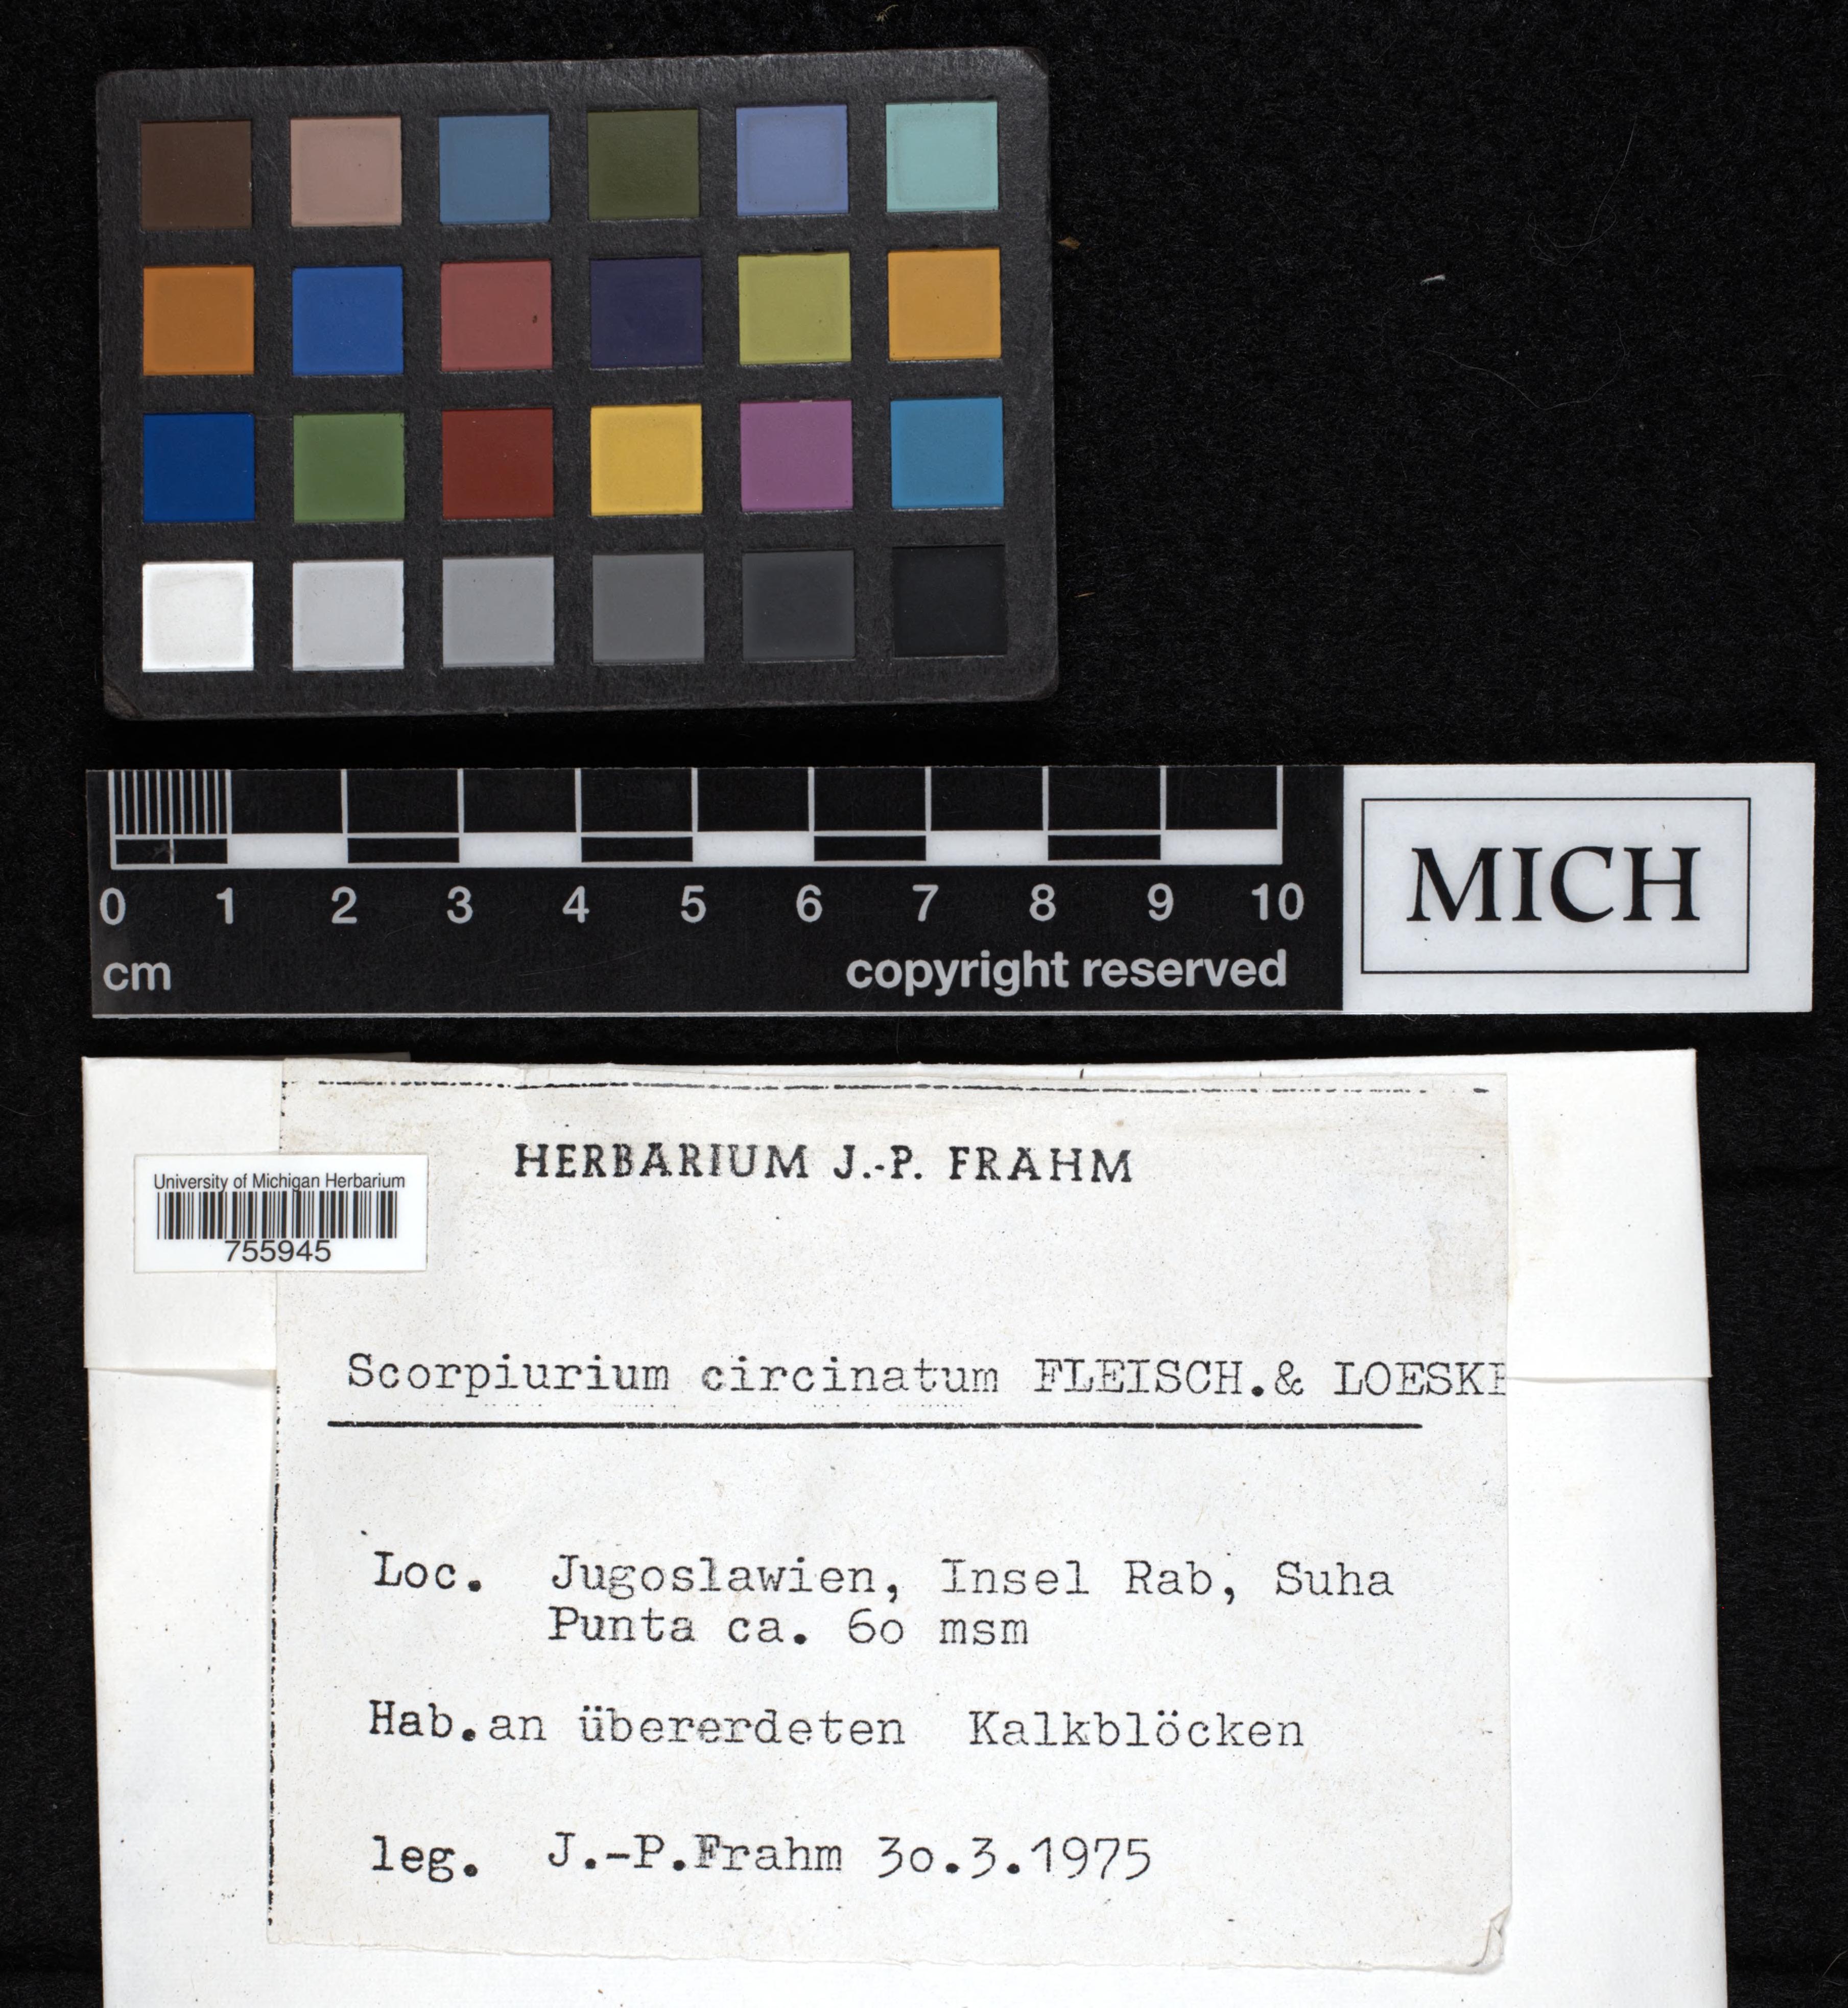 0 1 2 3 4 5 6 7 8 9 10
cm copyright reserved
MICH
University of Michigan Herbarium
755945
HERBARIUM J.-P. FRAHM
Scorpiurium circinatum FLEISCH.& LOESKE
Loc. Jugoslawien, Insel Rab, Suha
Punta ca. 60 msm
Hab.an übererdeten Kalkblöcken
leg. J.-P.Frahm 30.3.1975